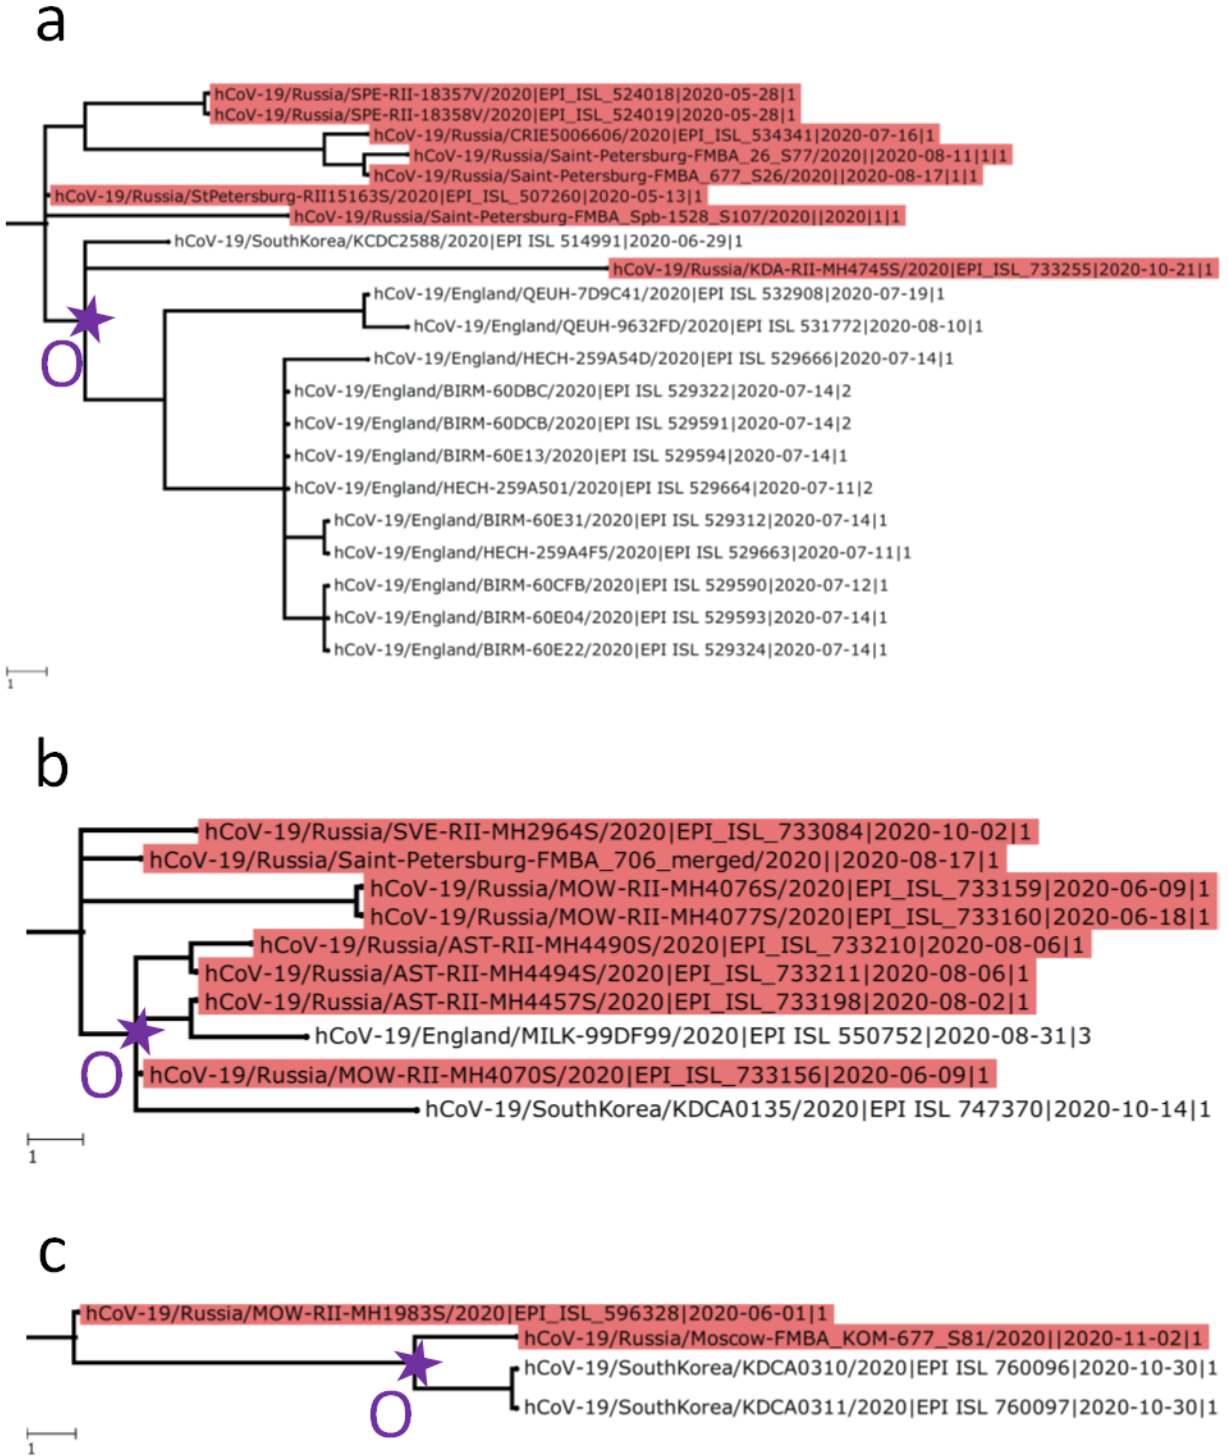 a
hCoV-19/Russia/SPE-RII-18357V/2020|EPI_ISL_524018|2020-05-28|1
hCoV-19/Russia/SPE-RII-18358V/2020|EPI_ISL_524019|2020-05-28|1
hCoV-19/Russia/CRIE5006606/2020|EPI_ISL_534341|2020-07-16|1
hCoV-19/Russia/Saint-Petersburg-FMBA_26_S77/2020||2020-08-11|1|1
hCoV-19/Russia/Saint-Petersburg-FMBA_677_S26/2020||2020-08-17|1|1
hCoV-19/Russia/StPetersburg-RII15163S/2020|EPI_ISL_507260|2020-05-13|1
hCoV-19/Russia/Saint-Petersburg-FMBA_Spb-1528_S107/2020||2020|1|1
hCoV-19/SouthKorea/KCDC2588/2020|EPI ISL 514991|2020-06-29|1
hCoV-19/Russia/KDA-RII-MH4745S/2020|EPI_ISL_733255|2020-10-21|1
hCoV-19/England/QEUH-7D9C41/2020|EPI ISL 532908|2020-07-19|1
hCoV-19/England/QEUH-9632FD/2020|EPI ISL 531772|2020-08-10|1
O
hCoV-19/England/HECH-259A54D/2020|EPI ISL 529666|2020-07-14|1
hCoV-19/England/BIRM-60DBC/2020|EPI ISL 529322|2020-07-14|2
hCoV-19/England/BIRM-60DCB/2020|EPI ISL 529591|2020-07-14|2
hCoV-19/England/BIRM-60E13/2020|EPI ISL 529594|2020-07-14|1
hCoV-19/England/HECH-259A501/2020|EPI ISL 529664|2020-07-11|2
hCoV-19/England/BIRM-60E31/2020|EPI ISL 529312|2020-07-14|1
hCoV-19/England/HECH-259A4F5/2020|EPI ISL 529663|2020-07-11|1
hCoV-19/England/BIRM-60CFB/2020|EPI ISL 529590|2020-07-12|1
hCoV-19/England/BIRM-60E04/2020|EPI ISL 529593|2020-07-14|1
hCoV-19/England/BIRM-60E22/2020|EPI ISL 529324|2020-07-14|1
1
b
hCoV-19/Russia/SVE-RII-MH2964S/2020|EPI_ISL_733084|2020-10-02|1
hCoV-19/Russia/Saint-Petersburg-FMBA_706_merged/2020||2020-08-17|1
hCoV-19/Russia/MOW-RII-MH4076S/2020|EPI_ISL_733159|2020-06-09|1
hCoV-19/Russia/MOW-RII-MH4077S/2020|EPI_ISL_733160|2020-06-18|1
hCoV-19/Russia/AST-RII-MH4490S/2020|EPI_ISL_733210|2020-08-06|1
hCoV-19/Russia/AST-RII-MH4494S/2020|EPI_ISL_733211|2020-08-06|1
hCoV-19/Russia/AST-RII-MH4457S/2020|EPI_ISL_733198|2020-08-02|1
hCoV-19/England/MILK-99DF99/2020|EPI ISL 550752|2020-08-31|3
O
hCoV-19/Russia/MOW-RII-MH4070S/2020|EPI_ISL_733156|2020-06-09|1
hCoV-19/SouthKorea/KDCA0135/2020|EPI ISL 747370|2020-10-14|1
1
c
hCoV-19/Russia/MOW-RII-MH1983S/2020|EPI_ISL_596328|2020-06-01|1
hCoV-19/Russia/Moscow-FMBA_KOM-677_S81/2020||2020-11-02|1
hCoV-19/SouthKorea/KDCA0310/2020|EPI ISL 760096|2020-10-30|1
hCoV-19/SouthKorea/KDCA0311/2020|EPI ISL 760097|2020-10-30|1
O
1